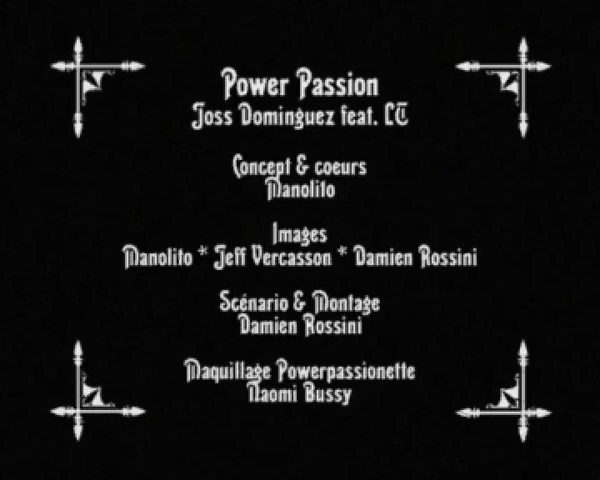 Power Passion
Joss Dominguez feat. LT
Concept & coeurs
Manolito
Images
Manolito * Jeff Vercasson * Damien Rossini
Scénario & Montage
Damien Rossini
Maquillage Powerpassionette
Naomi Bussy